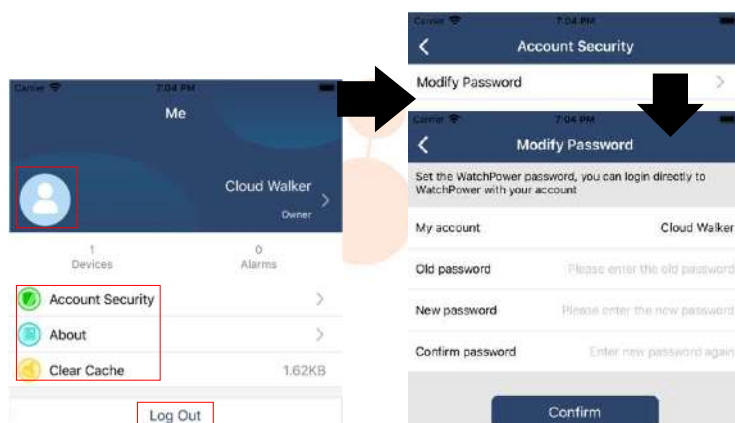 Carrier 7:04 PM
Me
Cloud Walker
Owner
1
Devices
0
Alarms
Account Security
About
Clear Cache 1.62KB
Log Out
Carrier 7:04 PM
Account Security
Modify Password
Carrier 7:04 PM
Modify Password
Set the WatchPower password, you can login directly to
WatchPower with your account
My account Cloud Walker
Old password Please enter the old password
New password Please enter the new password
Confirm password Enter new password again
Confirm